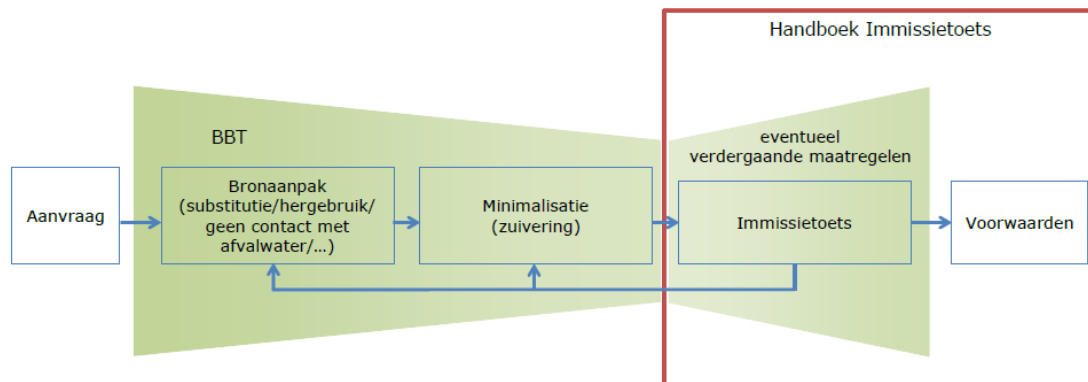 Handboek Immissietoets
BBT
eventueel
verdergaande maatregelen
Aanvraag
Bronaanpak
(substitutie/hergebruik/
geen contact met
afvalwater/...)
Minimalisatie
(zuivering)
Immissietoets
Voorwaarden